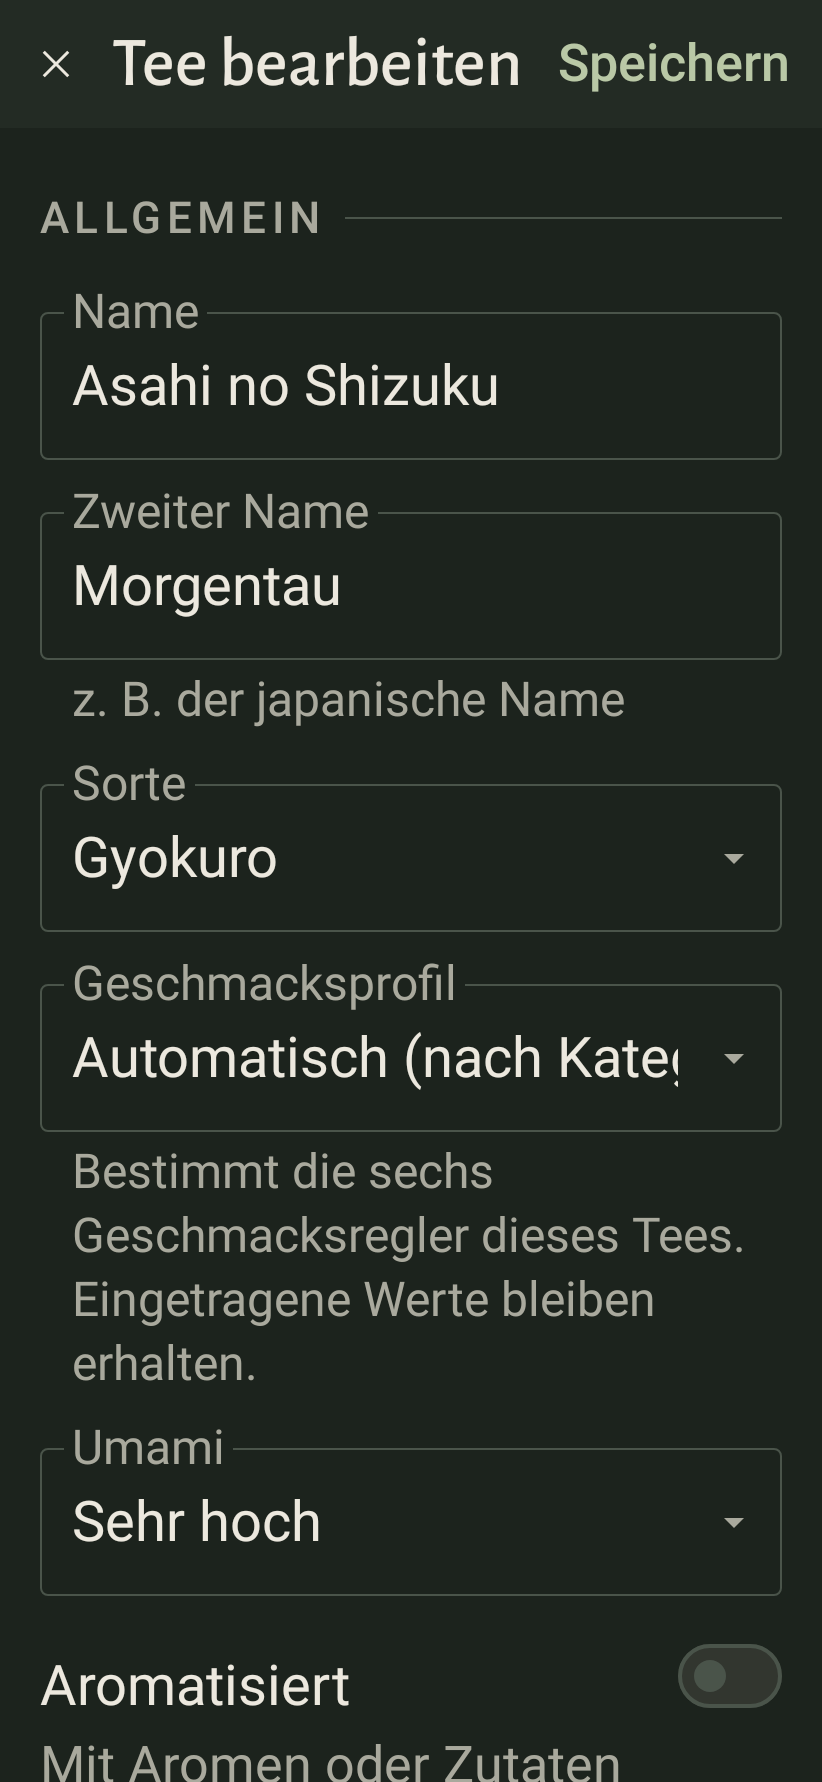 Tee bearbeiten
Speichern
ALLGEMEIN
Name
Asahi no Shizuku
Zweiter Name
Morgentau
z. B. der japanische Name
Sorte
Gyokuro
Geschmacksprofil
Automatisch (nach Kateg
Bestimmt die sechs
Geschmacksregler dieses Tees.
Eingetragene Werte bleiben
erhalten.
Umami
Sehr hoch
Aromatisiert
Mit Aromen oder Zutaten